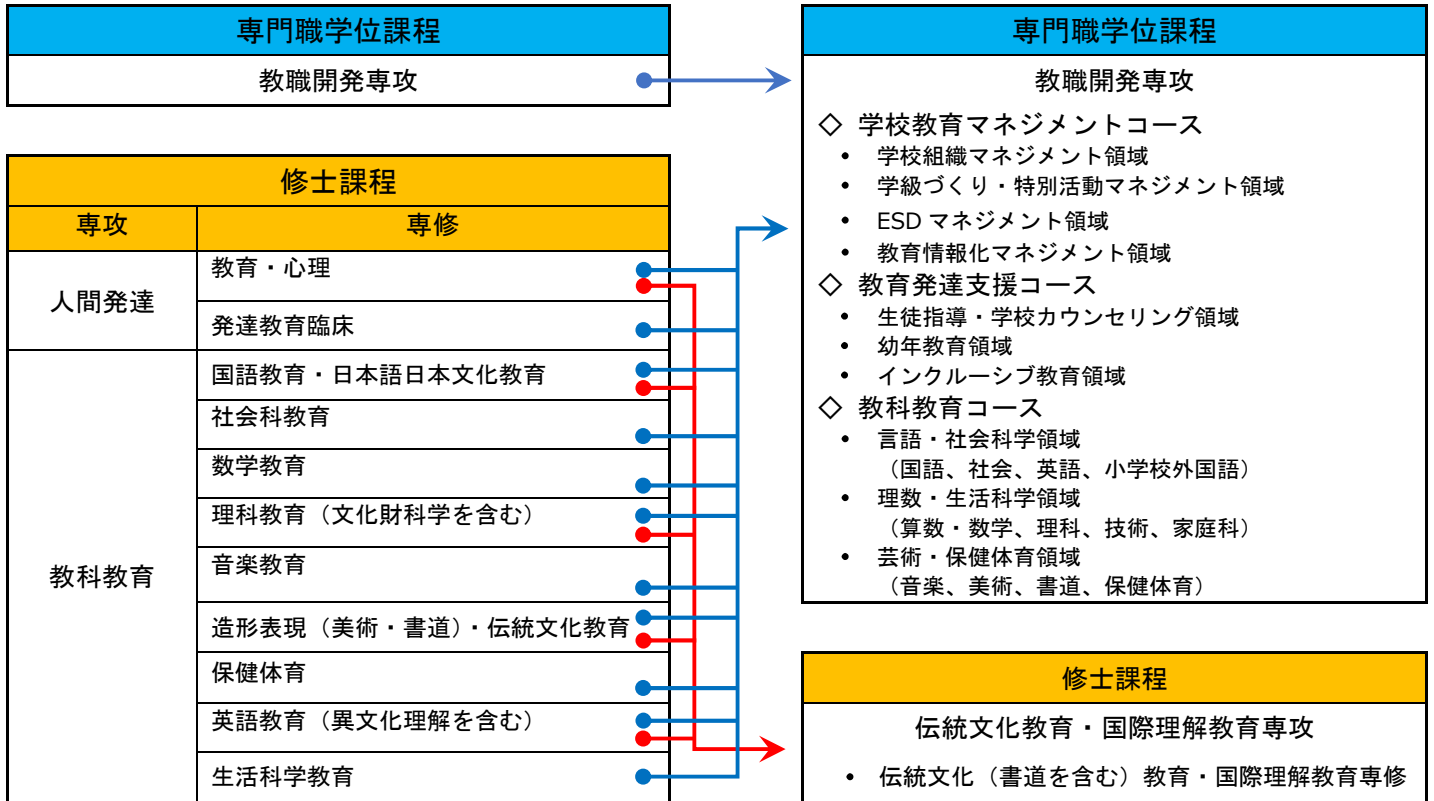 専門職学位課程
教職開発専攻
修士課程
専攻 専修
人間発達
教育・心理
発達教育臨床
教科教育
国語教育・日本語日本文化教育
社会科教育
数学教育
理科教育（文化財科学を含む）
音楽教育
造形表現（美術・書道）・伝統文化教育
保健体育
英語教育（異文化理解を含む）
生活科学教育
専門職学位課程
教職開発専攻
◇ 学校教育マネジメントコース
• 学校組織マネジメント領域
• 学級づくり・特別活動マネジメント領域
• ESD マネジメント領域
• 教育情報化マネジメント領域
◇ 教育発達支援コース
• 生徒指導・学校カウンセリング領域
• 幼年教育領域
• インクルーシブ教育領域
◇ 教科教育コース
• 言語・社会科学領域
（国語、社会、英語、小学校外国語）
• 理数・生活科学領域
（算数・数学、理科、技術、家庭科）
• 芸術・保健体育領域
（音楽、美術、書道、保健体育）
修士課程
伝統文化教育・国際理解教育専攻
• 伝統文化（書道を含む）教育・国際理解教育専修